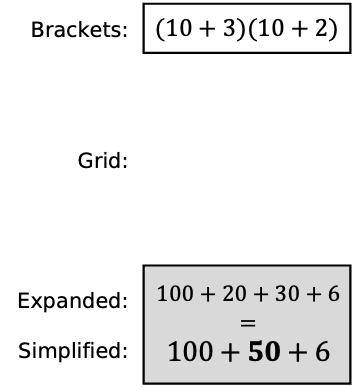 Brackets: (10 + 3)(10 + 2)
Grid:
Expanded: 100 + 20 + 30 + 6
=
Simplified: 100 + 50 + 6